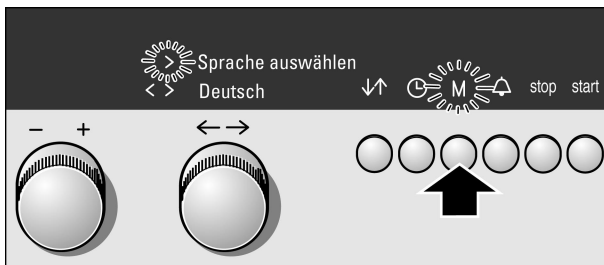 > Sprache auswählen
< > Deutsch
M stop start
− +
← →